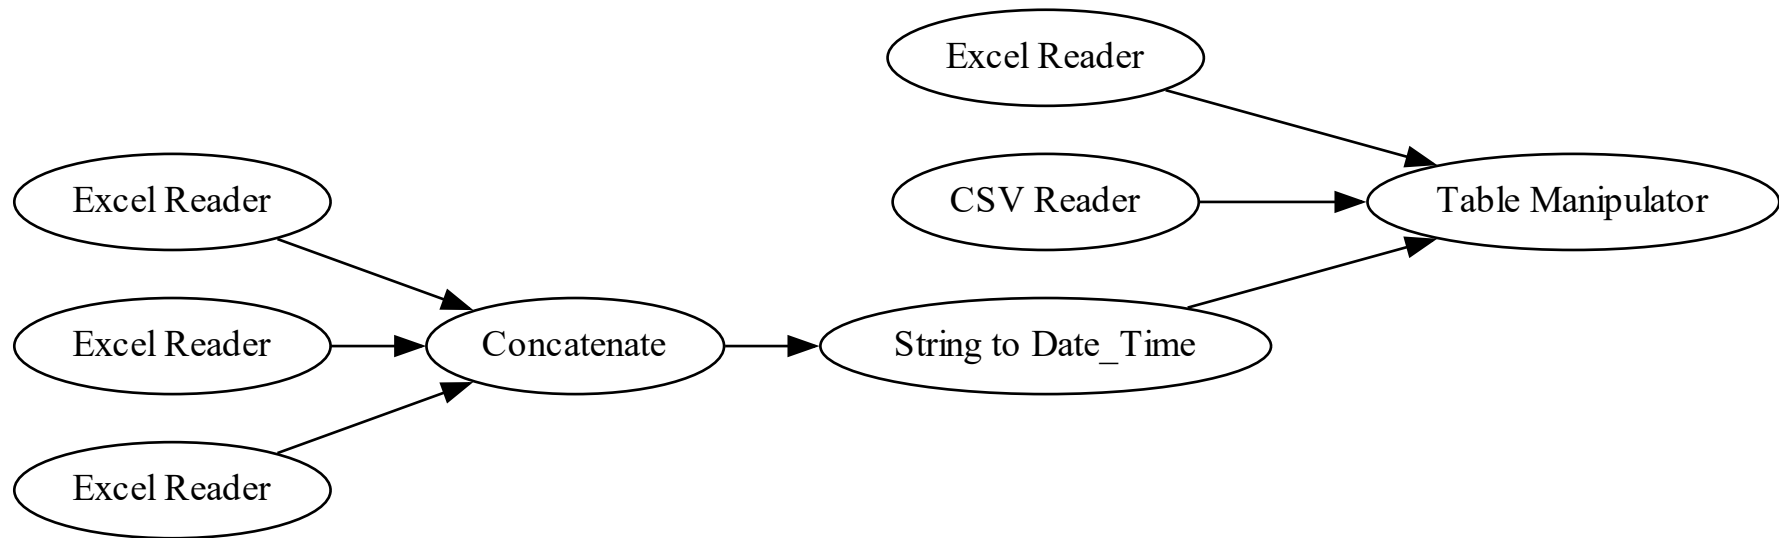 Excel Reader
Excel Reader
CSV Reader
Table Manipulator
Excel Reader
Concatenate
String to Date_Time
Excel Reader